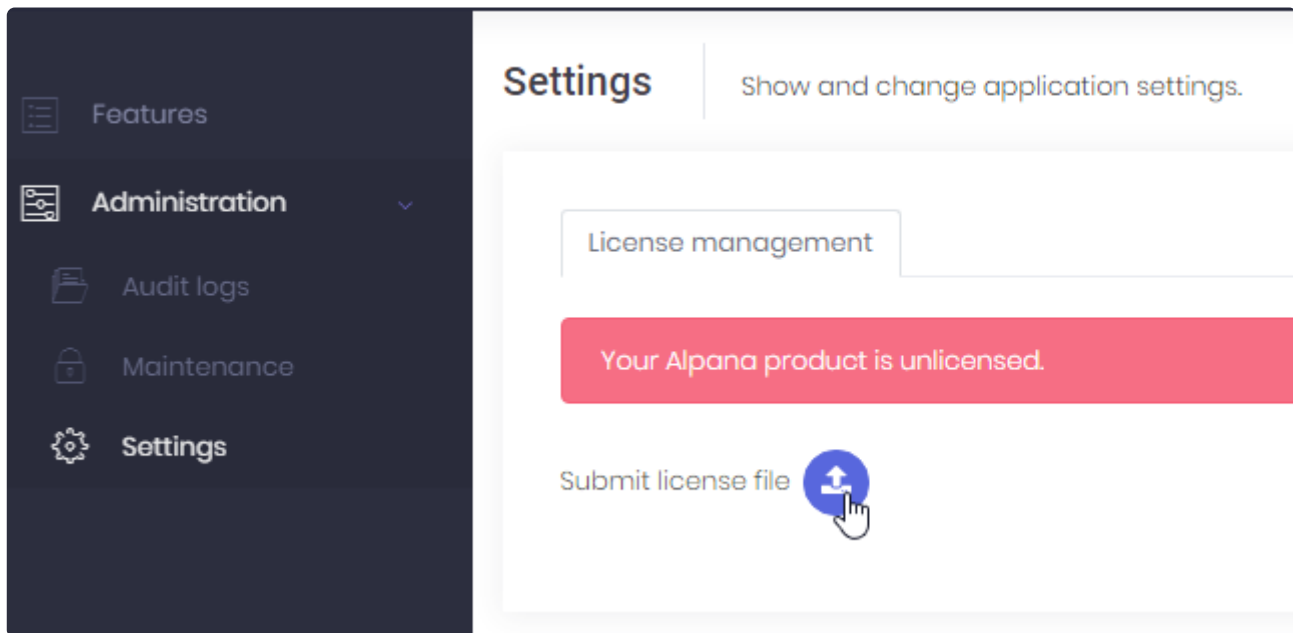 Features
Administration
Audit logs
Maintenance
Settings
Settings
Show and change application settings.
License management
Your Alpana product is unlicensed.
Submit license file